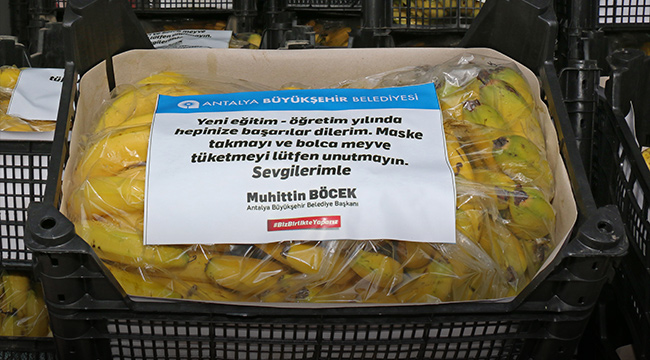 ANTALYA BÜYÜKŞEHİR BELEDİYESİ
Yeni eğitim - öğretim yılında
hepinize başarılar dilerim. Maske
takmayı ve bolca meyve
tüketmeyi lütfen unutmayın.
Sevgilerimle
Muhittin BÖCEK
Antalya Büyükşehir Belediye Başkanı
#BizBirlikteYaparız